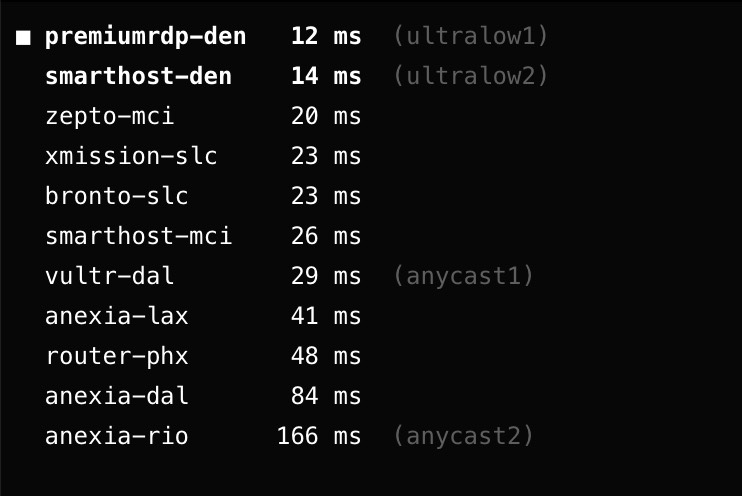 ■ premiumrdp-den 12 ms (ultralow1)
smarthost-den 14 ms (ultralow2)
zepto-mci 20 ms
xmission-slc 23 ms
bronto-slc 23 ms
smarthost-mci 26 ms
vultr-dal 29 ms (anycast1)
anexia-lax 41 ms
router-phx 48 ms
anexia-dal 84 ms
anexia-rio 166 ms (anycast2)